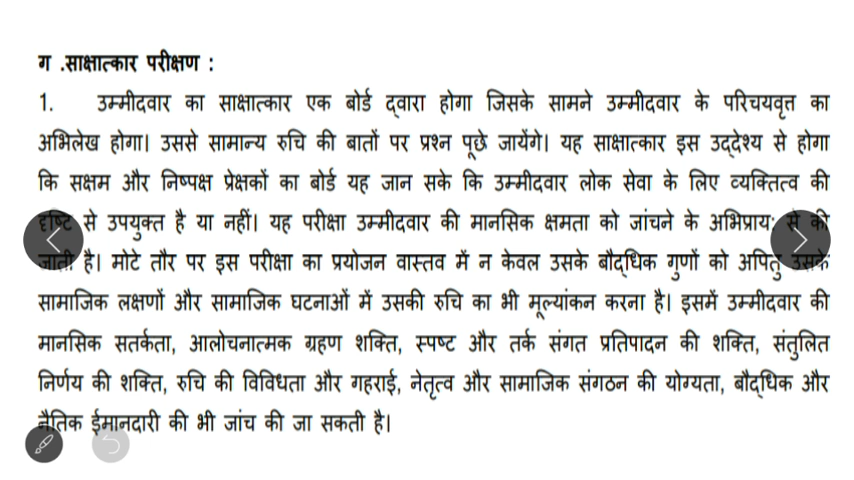 ग .साक्षात्कार परीक्षण :
1. उम्मीदवार का साक्षात्कार एक बोर्ड द्वारा होगा जिसके सामने उम्मीदवार के परिचयवृत्त का
अभिलेख होगा। उससे सामान्य रुचि की बातों पर प्रश्न पूछे जायेंगे। यह साक्षात्कार इस उद्देश्य से होगा
कि सक्षम और निष्पक्ष प्रेक्षकों का बोर्ड यह जान सके कि उम्मीदवार लोक सेवा के लिए व्यक्तित्व की
दृष्टि से उपयुक्त है या नहीं। यह परीक्षा उम्मीदवार की मानसिक क्षमता को जांचने के अभिप्राय: से की
जाती है। मोटे तौर पर इस परीक्षा का प्रयोजन वास्तव में न केवल उसके बौद्धिक गुणों को अपितु उसके
सामाजिक लक्षणों और सामाजिक घटनाओं में उसकी रुचि का भी मूल्यांकन करना है। इसमें उम्मीदवार की
मानसिक सतर्कता, आलोचनात्मक ग्रहण शक्ति, स्पष्ट और तर्क संगत प्रतिपादन की शक्ति, संतुलित
निर्णय की शक्ति, रुचि की विविधता और गहराई, नेतृत्व और सामाजिक संगठन की योग्यता, बौद्धिक और
नैतिक ईमानदारी की भी जांच की जा सकती है।